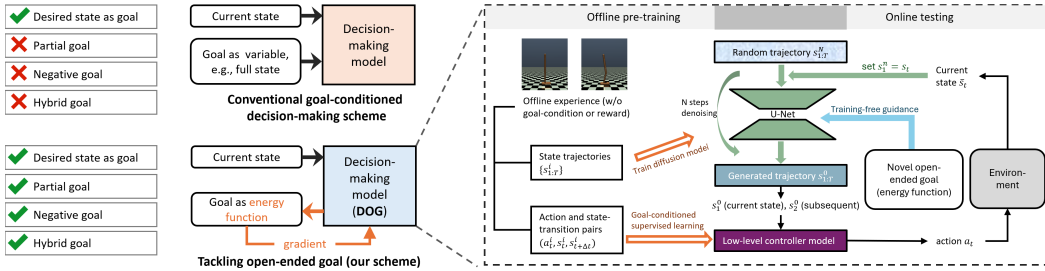 Desired state as goal
Partial goal
Negative goal
Hybrid goal
Current state
Goal as variable,
e.g., full state
Decision-
making
model
Conventional goal-conditioned
decision-making scheme
Desired state as goal
Partial goal
Negative goal
Hybrid goal
Current state
Goal as energy
function
gradient
Decision-
making
model
(DOG)
Tackling open-ended goal (our scheme)
Offline pre-training
Online testing
Offline experience (w/o
goal-condition or reward)
State trajectories
{s^i_{1:T}}
Action and state-
transition pairs
(a^i_t, s^i_t, s^i_{t+Δt})
Train diffusion model
Goal-conditioned
supervised learning
Random trajectory s^N_{1:T}
N steps
denoising
set s^n_1 = s_t
U-Net
Training-free guidance
Generated trajectory s^0_{1:T}
s^0_1 (current state), s^0_2 (subsequent)
Low-level controller model
Current
state s̃_t
Novel open-
ended goal
(energy function)
Environ-
ment
action a_t